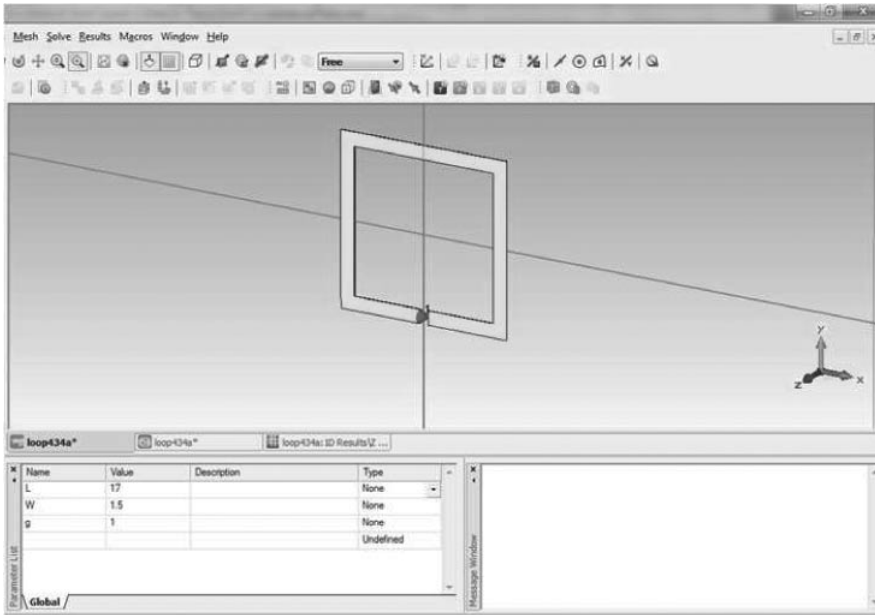 Mesh Solve Results Macros Window Help
Free
y
z x
loop434a* loop434a* loop434a: 1D Results\Z ...
Name Value Description Type
L 17 None
W 1.5 None
g 1 None
Undefined
Parameter List
Global
Message Window